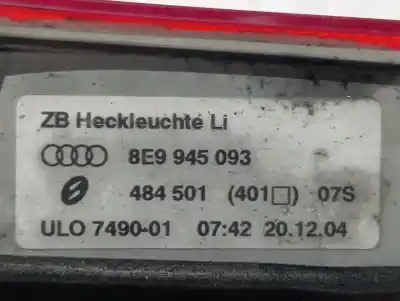 ZB Heckleuchte Li
8E9 945 093
484 501 (401□) 07S
ULO 7490-01 07:42 20.12.04